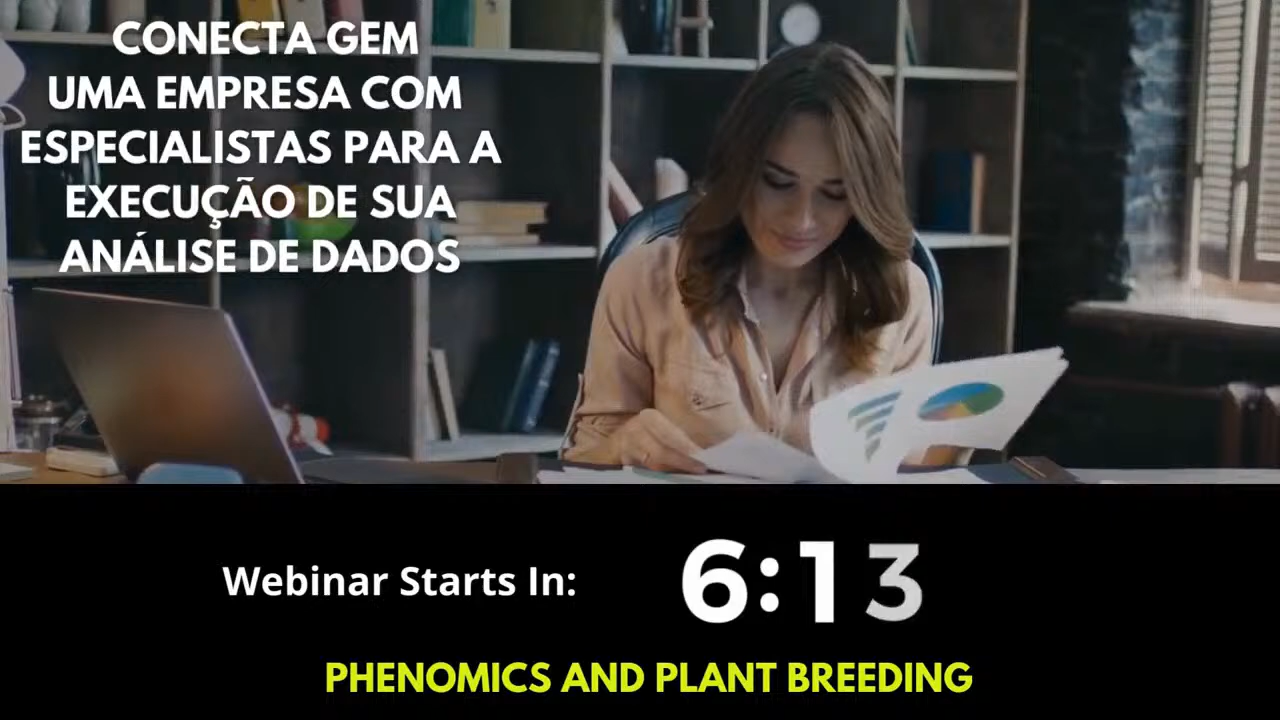 CONECTA GEM
UMA EMPRESA COM
ESPECIALISTAS PARA A
EXECUÇÃO DE SUA
ANÁLISE DE DADOS
Webinar Starts In: 6:13
PHENOMICS AND PLANT BREEDING